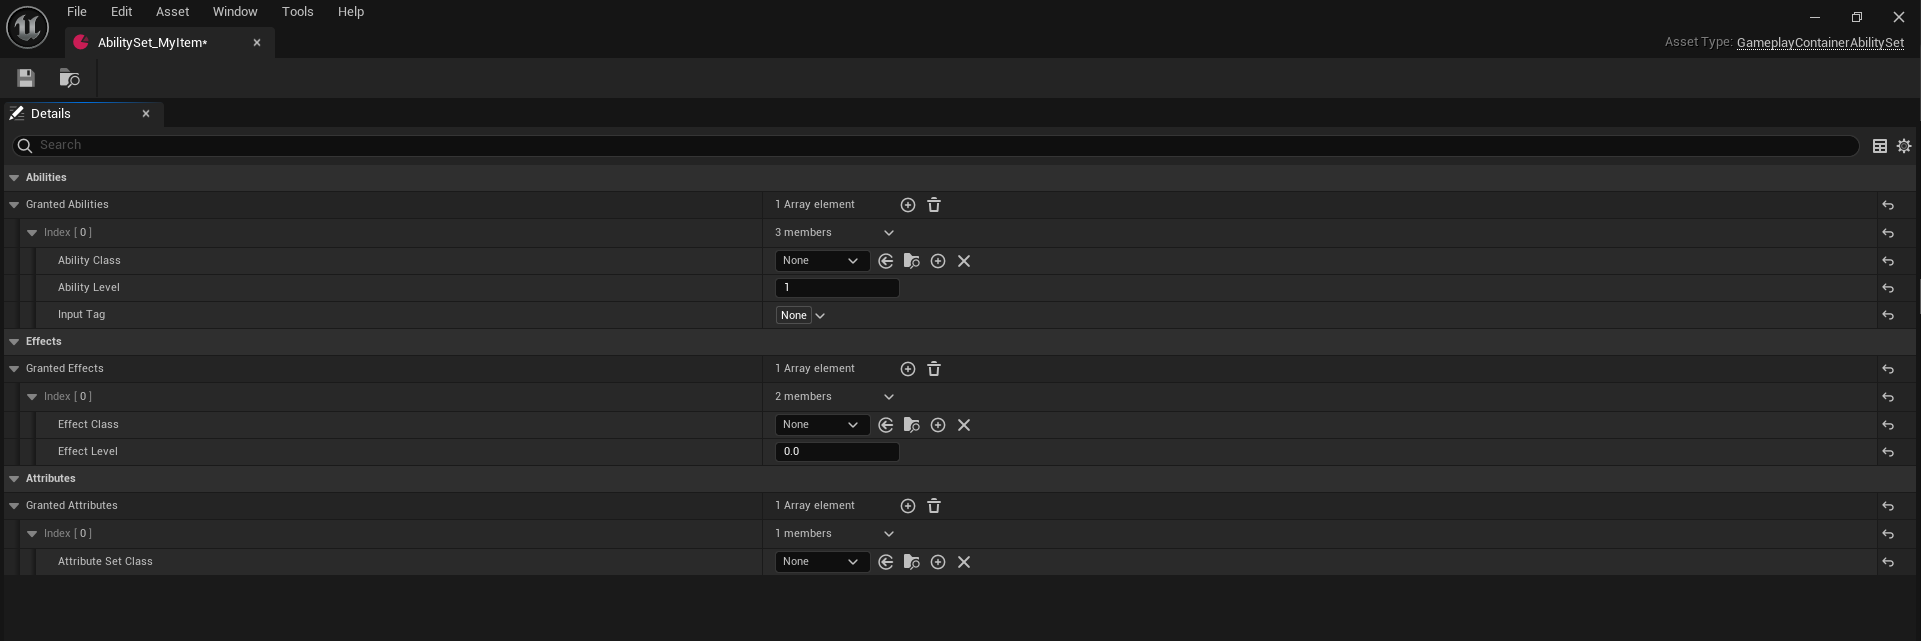 File Edit Asset Window Tools Help
AbilitySet_MyItem*
Asset Type: GameplayContainerAbilitySet
Details
Search
Abilities
Granted Abilities 1 Array element
Index [ 0 ] 3 members
Ability Class None
Ability Level 1
Input Tag None
Effects
Granted Effects 1 Array element
Index [ 0 ] 2 members
Effect Class None
Effect Level 0.0
Attributes
Granted Attributes 1 Array element
Index [ 0 ] 1 members
Attribute Set Class None